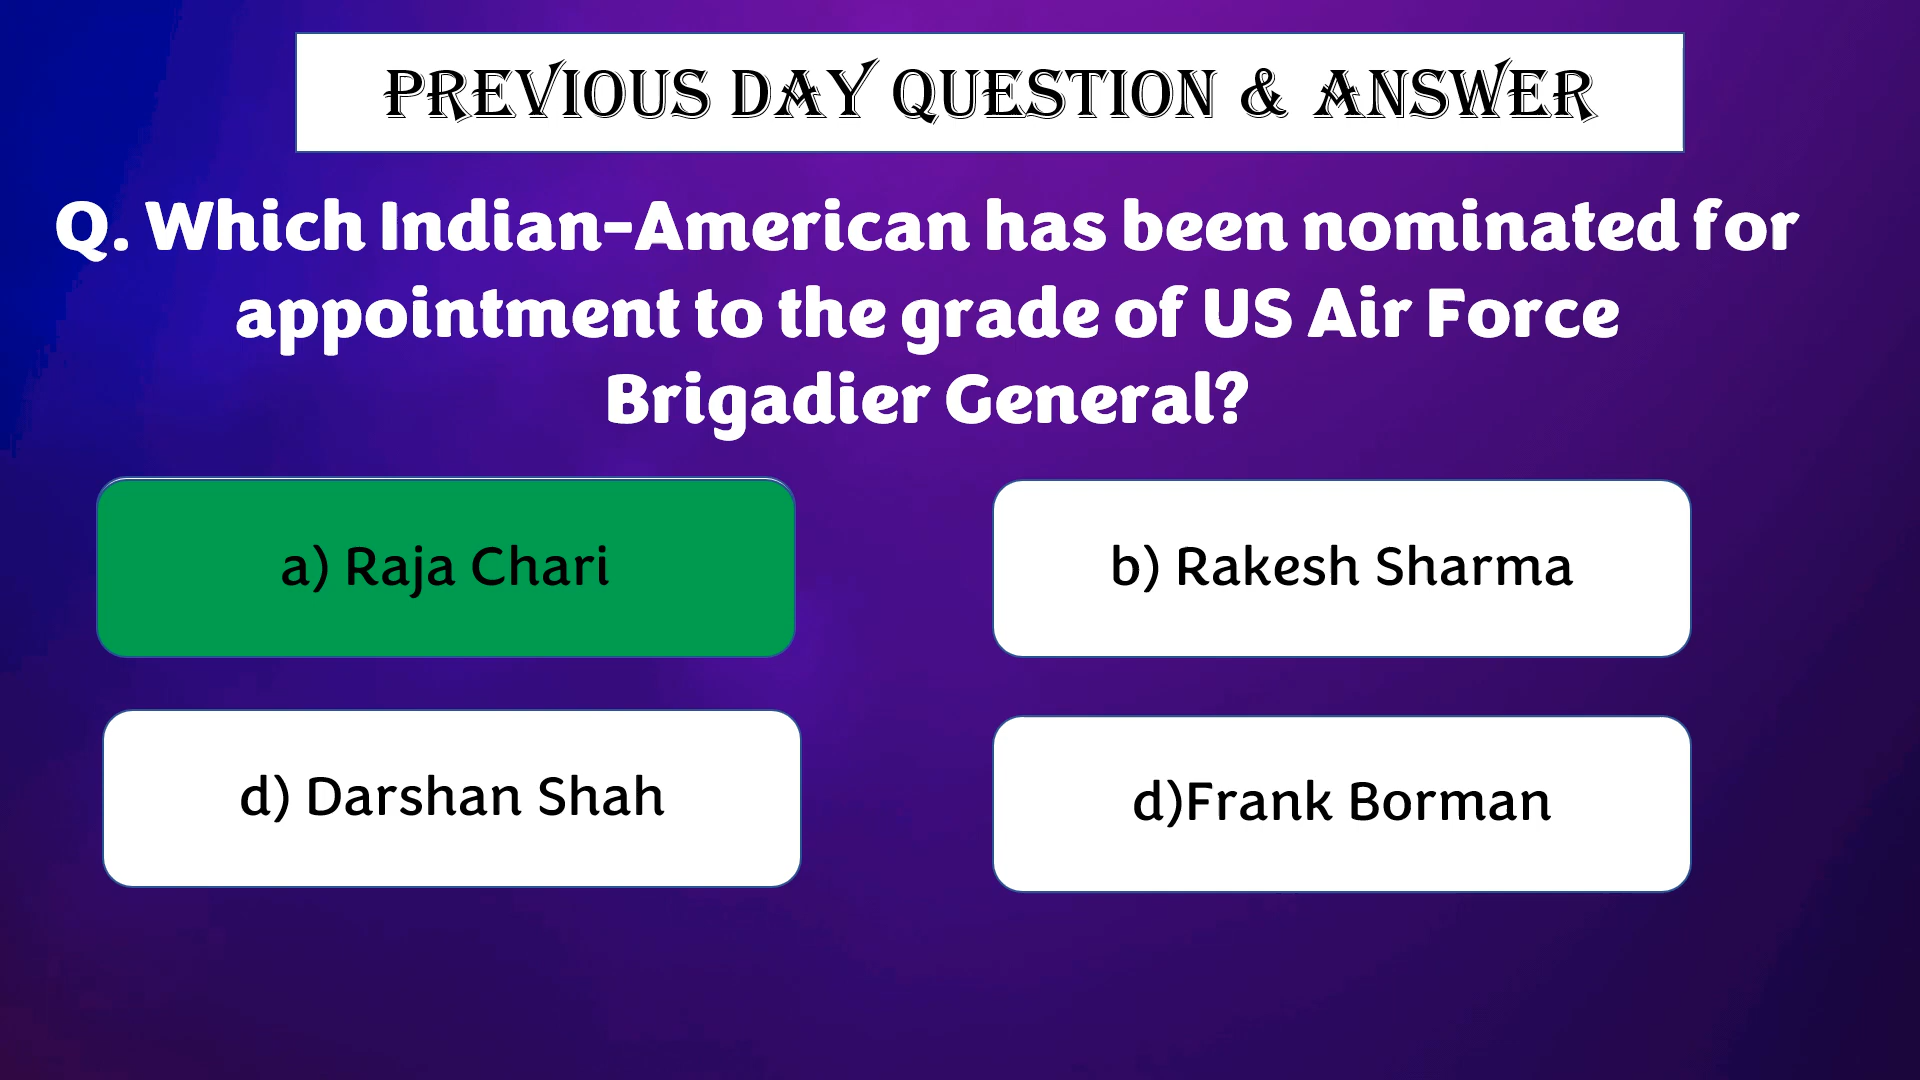 PREVIOUS DAY QUESTION & ANSWER
Q. Which Indian-American has been nominated for
appointment to the grade of US Air Force
Brigadier General?
a) Raja Chari
b) Rakesh Sharma
d) Darshan Shah
d)Frank Borman